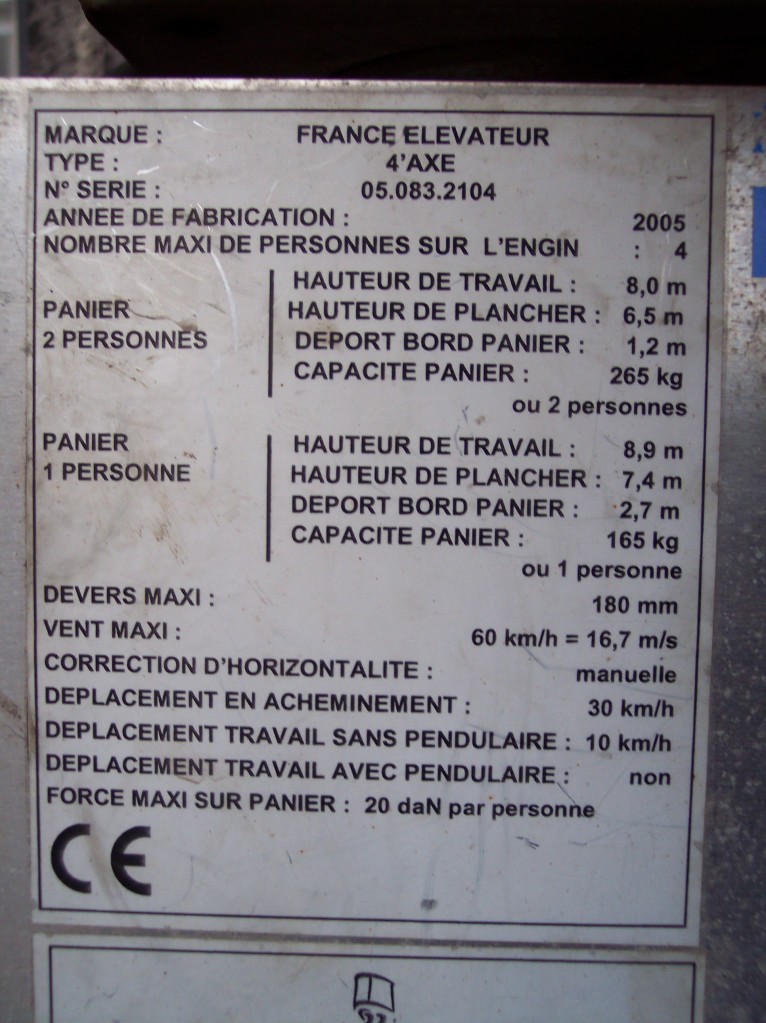 MARQUE : FRANCE ELEVATEUR
TYPE : 4'AXE
N° SERIE : 05.083.2104
ANNEE DE FABRICATION : 2005
NOMBRE MAXI DE PERSONNES SUR L'ENGIN : 4
PANIER 2 PERSONNES
HAUTEUR DE TRAVAIL : 8,0 m
HAUTEUR DE PLANCHER : 6,5 m
DEPORT BORD PANIER : 1,2 m
CAPACITE PANIER : 265 kg
ou 2 personnes
PANIER 1 PERSONNE
HAUTEUR DE TRAVAIL : 8,9 m
HAUTEUR DE PLANCHER : 7,4 m
DEPORT BORD PANIER : 2,7 m
CAPACITE PANIER : 165 kg
ou 1 personne
DEVERS MAXI : 180 mm
VENT MAXI : 60 km/h = 16,7 m/s
CORRECTION D'HORIZONTALITE : manuelle
DEPLACEMENT EN ACHEMINEMENT : 30 km/h
DEPLACEMENT TRAVAIL SANS PENDULAIRE : 10 km/h
DEPLACEMENT TRAVAIL AVEC PENDULAIRE : non
FORCE MAXI SUR PANIER : 20 daN par personne
CE